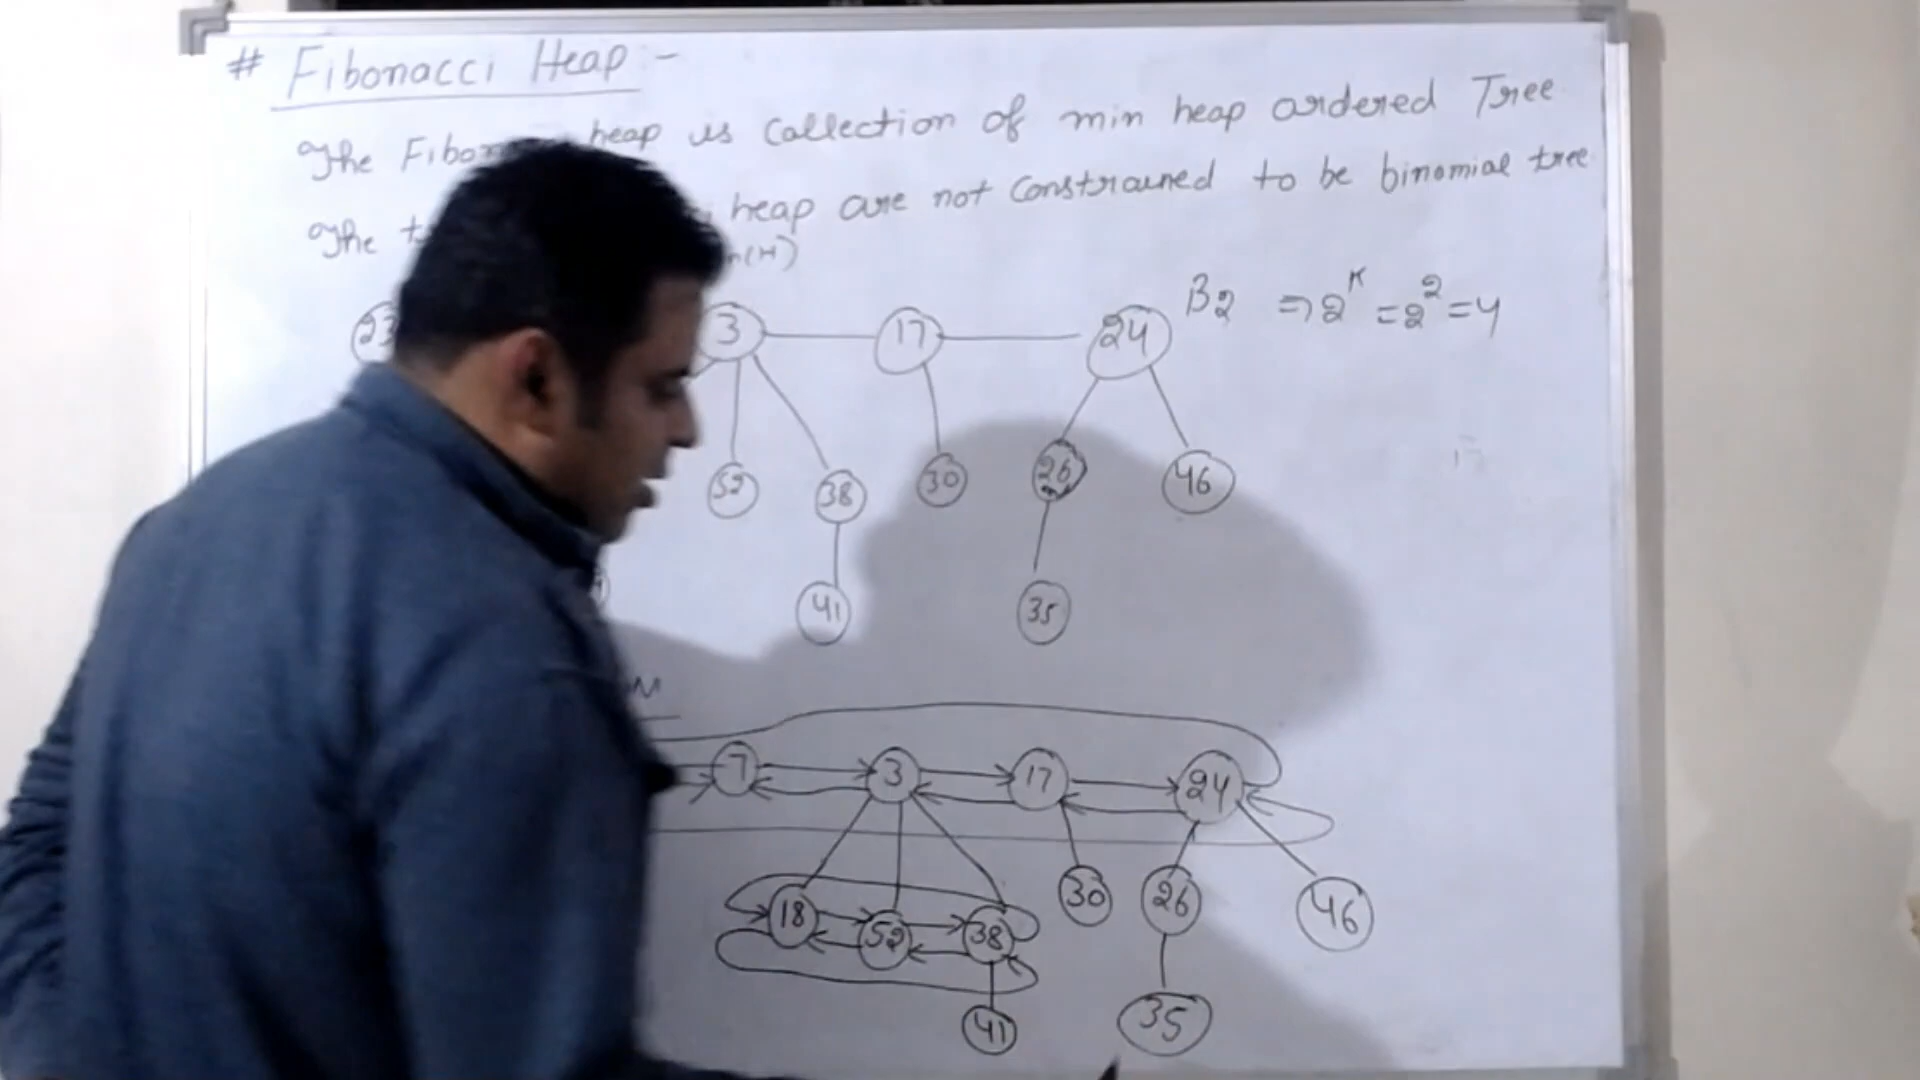 # Fibonacci Heap :-
The Fibon heap is Collection of min heap ordered Tree
The t heap are not Constrained to be binomial tree
n(H)
B2 => 2^K = 2^2 = 4
23 3 17 24
52 38 30 26 46
41 35
7 3 17 24
18 52 38 30 26 46
41 35